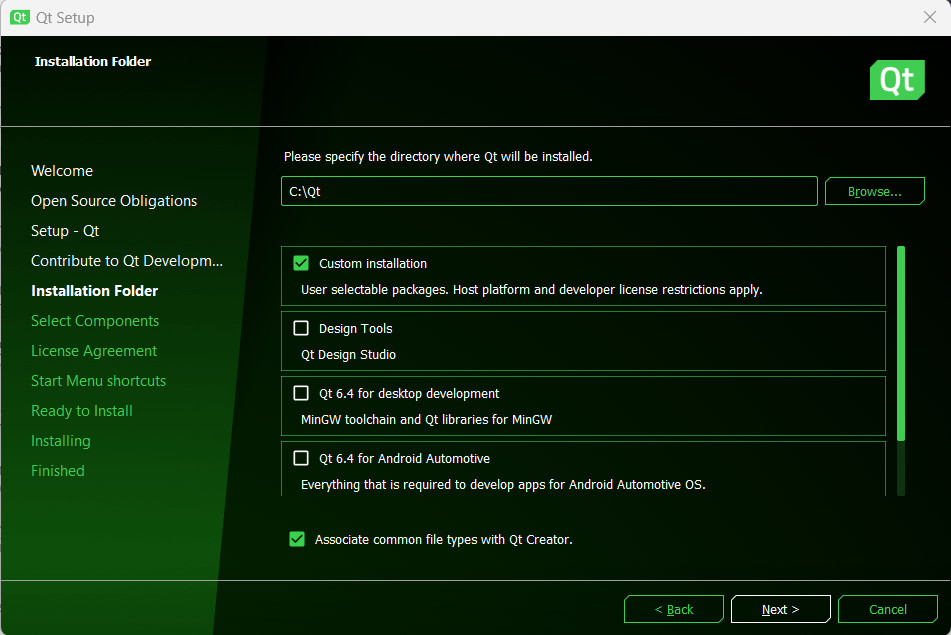 Qt Qt Setup
Installation Folder
Qt
Welcome
Open Source Obligations
Setup - Qt
Contribute to Qt Developm...
Installation Folder
Select Components
License Agreement
Start Menu shortcuts
Ready to Install
Installing
Finished
Please specify the directory where Qt will be installed.
C:\Qt
Browse...
Custom installation
User selectable packages. Host platform and developer license restrictions apply.
Design Tools
Qt Design Studio
Qt 6.4 for desktop development
MinGW toolchain and Qt libraries for MinGW
Qt 6.4 for Android Automotive
Everything that is required to develop apps for Android Automotive OS.
Associate common file types with Qt Creator.
< Back
Next >
Cancel